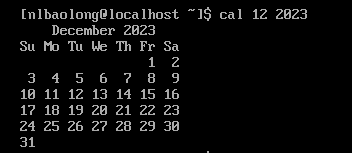 [nlbaolong@localhost ~]$ cal 12 2023
    December 2023
Su Mo Tu We Th Fr Sa
                1  2
 3  4  5  6  7  8  9
10 11 12 13 14 15 16
17 18 19 20 21 22 23
24 25 26 27 28 29 30
31